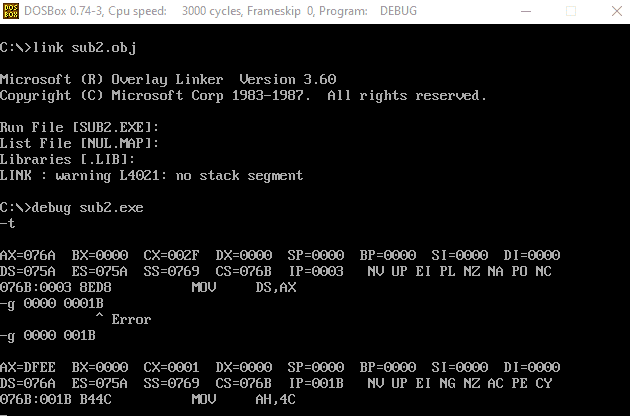 DOSBox 0.74-3, Cpu speed: 3000 cycles, Frameskip 0, Program: DEBUG
C:\>link sub2.obj
Microsoft (R) Overlay Linker Version 3.60
Copyright (C) Microsoft Corp 1983-1987. All rights reserved.
Run File [SUB2.EXE]:
List File [NUL.MAP]:
Libraries [.LIB]:
LINK : warning L4021: no stack segment
C:\>debug sub2.exe
-t
AX=076A BX=0000 CX=002F DX=0000 SP=0000 BP=0000 SI=0000 DI=0000
DS=075A ES=075A SS=0769 CS=076B IP=0003 NV UP EI PL NZ NA PO NC
076B:0003 8ED8 MOV DS,AX
-g 0000 0001B
^ Error
-g 0000 001B
AX=DFEE BX=0000 CX=0001 DX=0000 SP=0000 BP=0000 SI=0000 DI=0000
DS=076A ES=075A SS=0769 CS=076B IP=001B NV UP EI NG NZ AC PE CY
076B:001B B44C MOV AH,4C